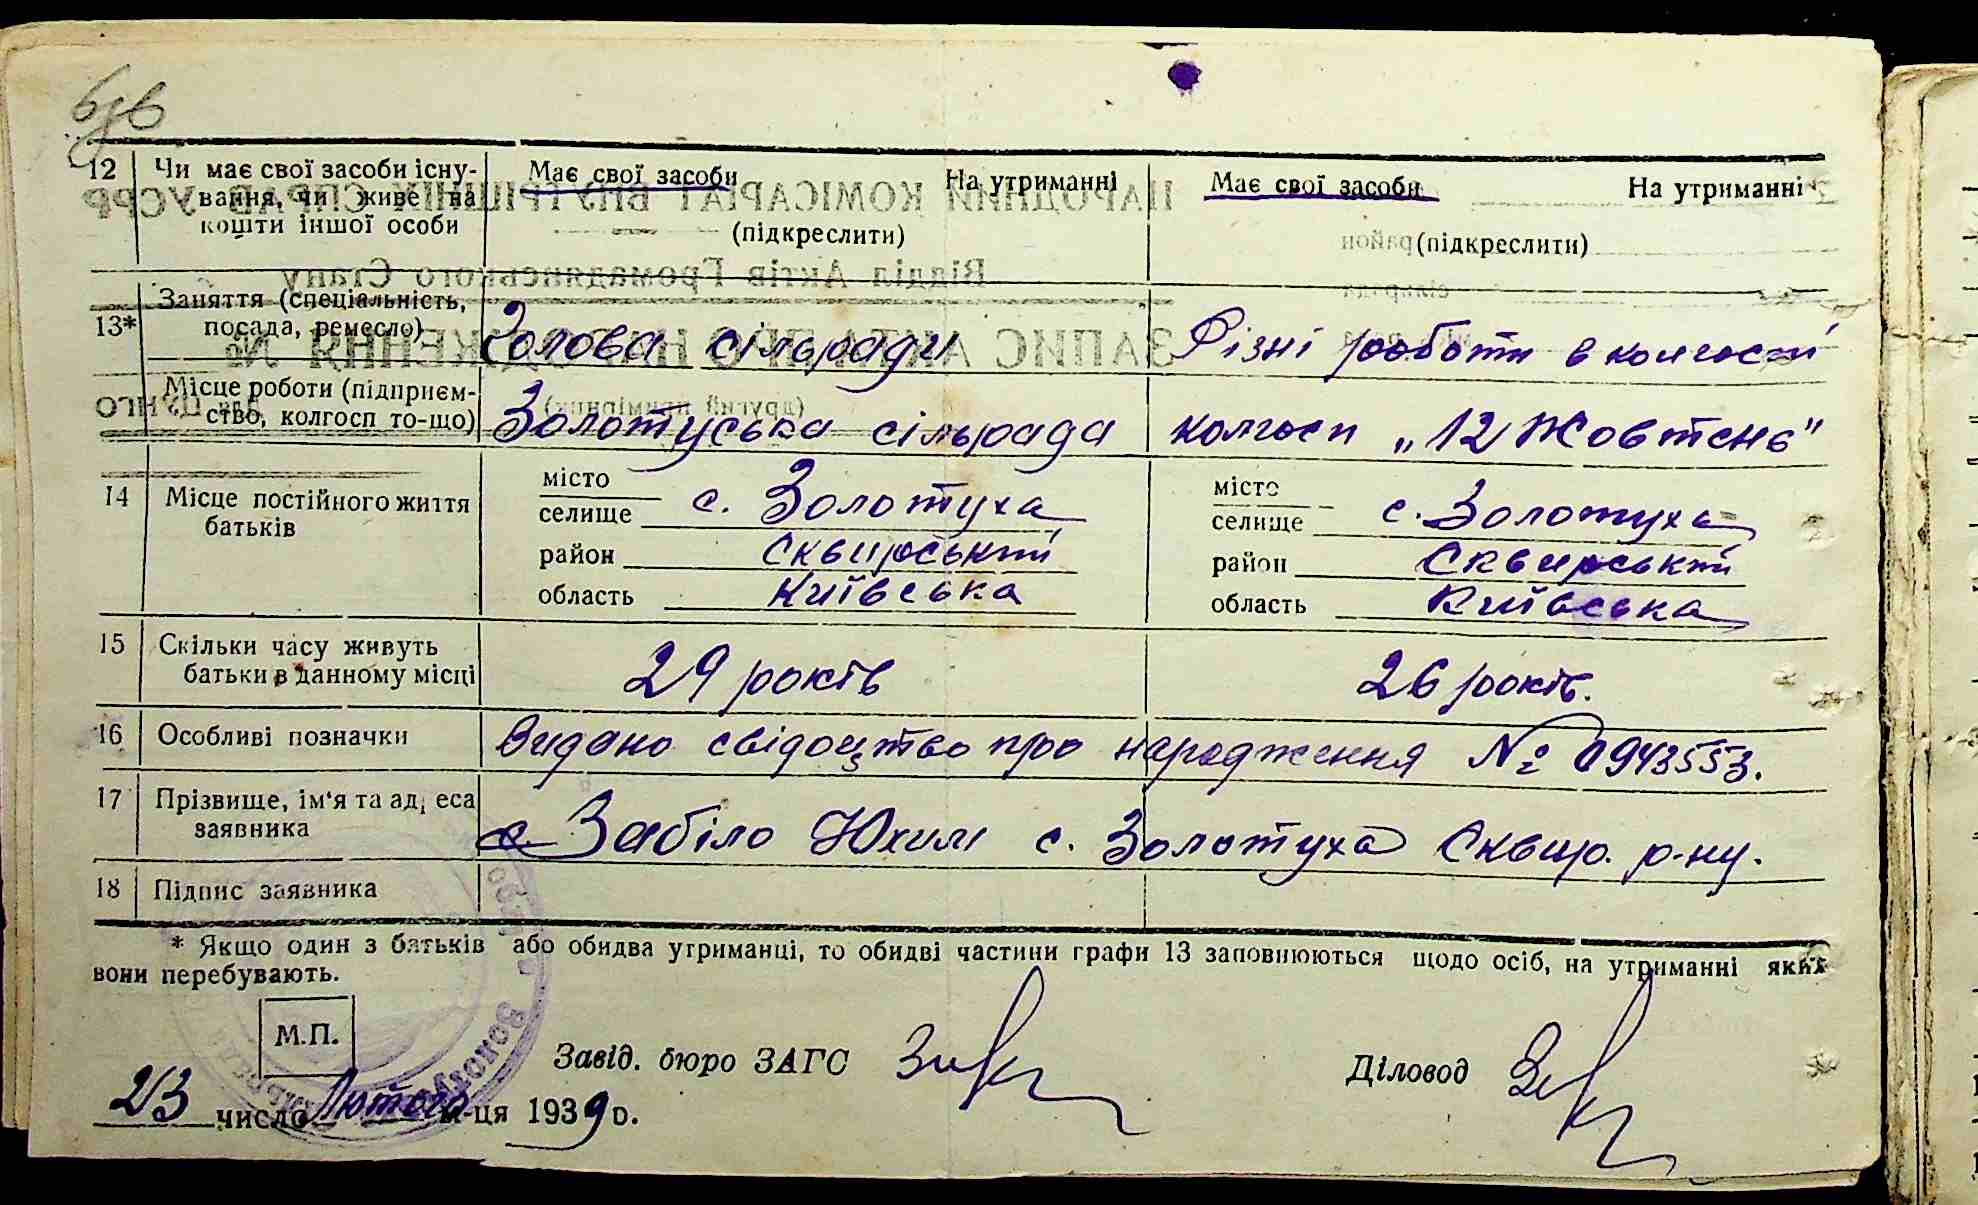 12 Чи має свої засоби існу- Має свої засоби На утриманні Має свої засоби На утриманні
вання, чи живе на
кошти іншої особи (підкреслити) (підкреслити)
13* Заняття (спеціальність,
посада, ремесло) Голова сільради Різні роботи в колгоспі
Місце роботи (підприєм-
ство, колгосп то-що) Золотуська сільрада колгосп „12 Жовтень"
14 Місце постійного життя
батьків
місто місто
селище с. Золотуха селище с. Золотуха
район Сквирський район Сквирський
область Київська область Київська
15 Скільки часу живуть
батьки в данному місці 29 років 26 років.
16 Особливі позначки Видано свідоцтво про народження № 0943553.
17 Прізвище, ім'я та адреса
заявника Забіло Юхим с. Золотуха Сквир. р-ну.
18 Підпис заявника
* Якщо один з батьків або обидва утриманці, то обидві частини графи 13 заповнюються щодо осіб, на утриманні яких
вони перебувають.
М.П.
Завід. бюро ЗАГС Діловод
23 число Лютого м-ця 1939 р.